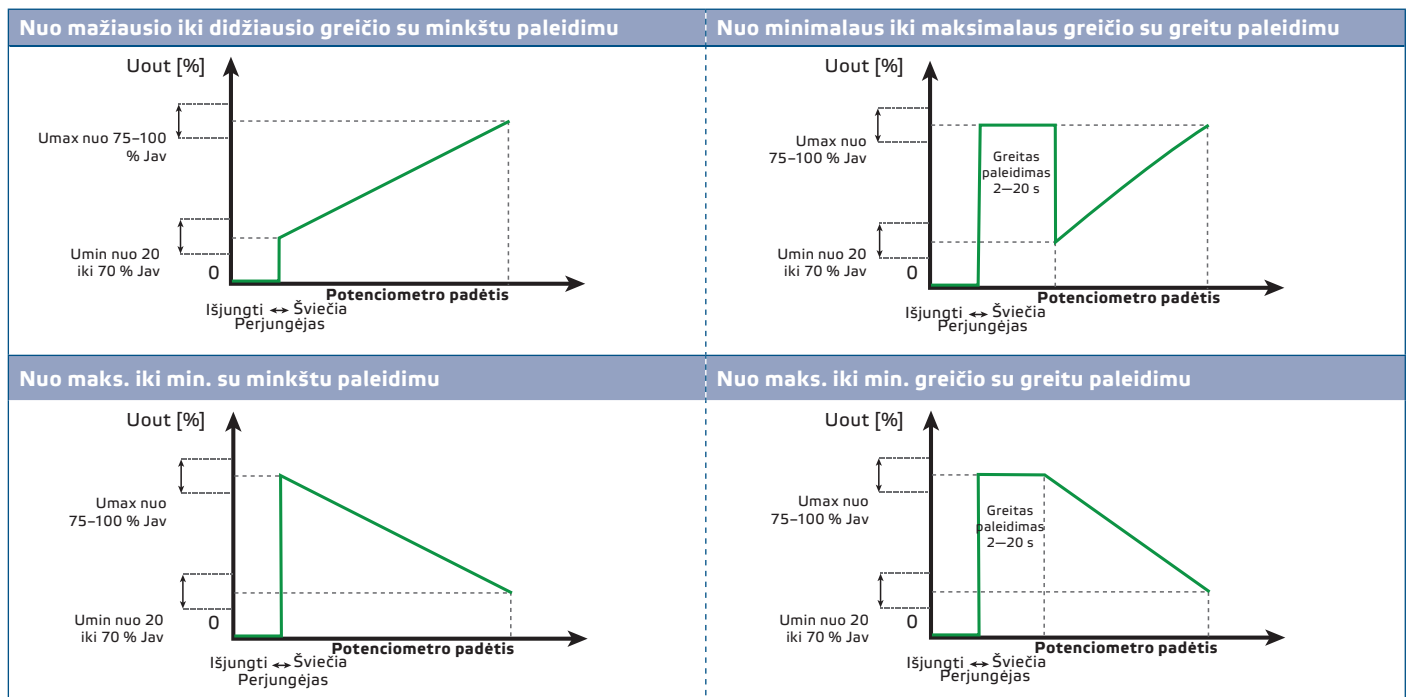 Nuo mažiausio iki didžiausio greičio su minkštu paleidimu
Uout [%]
Umax nuo 75–100
% Jav
Umin nuo 20
iki 70 % Jav
0
Potenciometro padėtis
Išjungti ↔ Šviečia
Perjungėjas
Nuo minimalaus iki maksimalaus greičio su greitu paleidimu
Uout [%]
Umax nuo
75–100 % Jav
Greitas
paleidimas
2—20 s
Umin nuo 20
iki 70 % Jav
0
Potenciometro padėtis
Išjungti ↔ Šviečia
Perjungėjas
Nuo maks. iki min. su minkštu paleidimu
Uout [%]
Umax nuo
75–100 % Jav
Umin nuo 20
iki 70 % Jav
0
Potenciometro padėtis
Išjungti ↔ Šviečia
Perjungėjas
Nuo maks. iki min. greičio su greitu paleidimu
Uout [%]
Umax nuo
75–100 % Jav
Greitas
paleidimas
2—20 s
Umin nuo 20
iki 70 % Jav
0
Potenciometro padėtis
Išjungti ↔ Šviečia
Perjungėjas